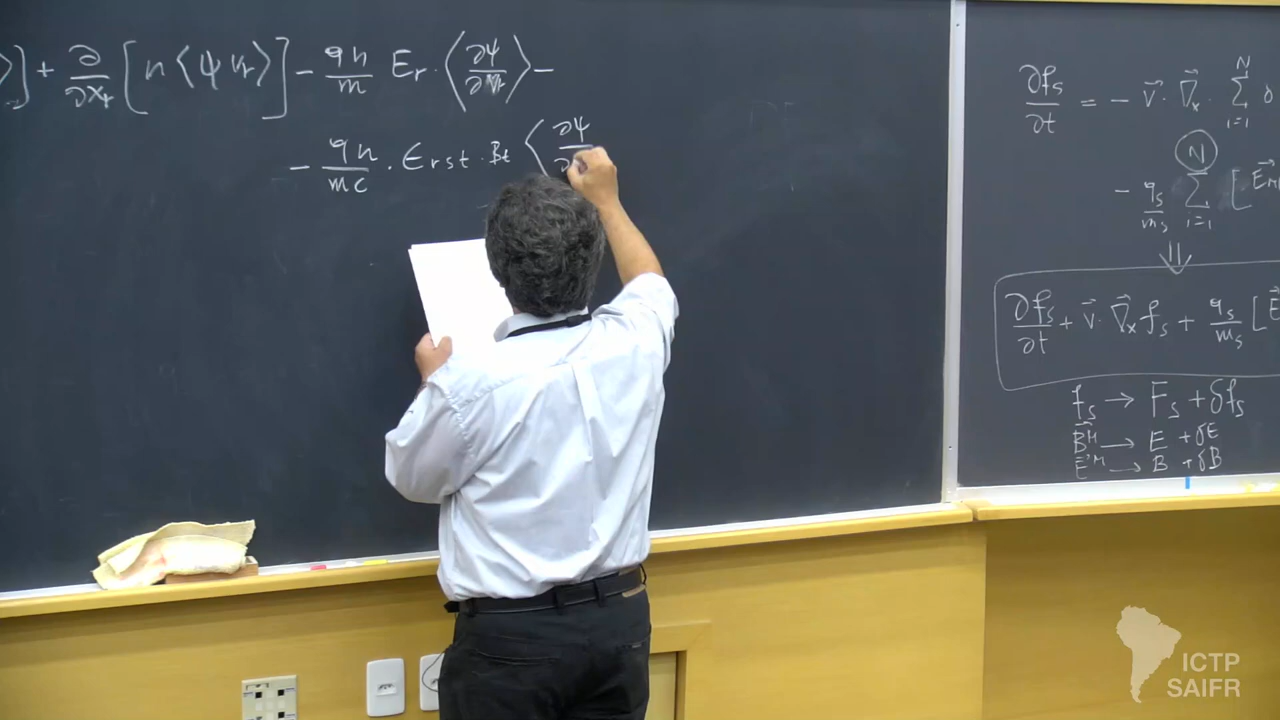 ⟩] + ∂/∂x_r [n⟨ψ v_r⟩] − qn/m E_r · ⟨∂ψ/∂v_r⟩ −
− qn/mc · ϵ_rst · B_t ⟨∂ψ/∂
∂f_s/∂t = − v⃗ · ∇⃗_x · Σ_{i=1}^{N}
− q_s/m_s Σ_{i=1}^{N} [
⇓
∂f_s/∂t + v⃗ · ∇⃗_x f_s + q_s/m_s [
f_s → F_s + δf_s
B^M → E + δE
E^M → B + δB
ICTP
SAIFR